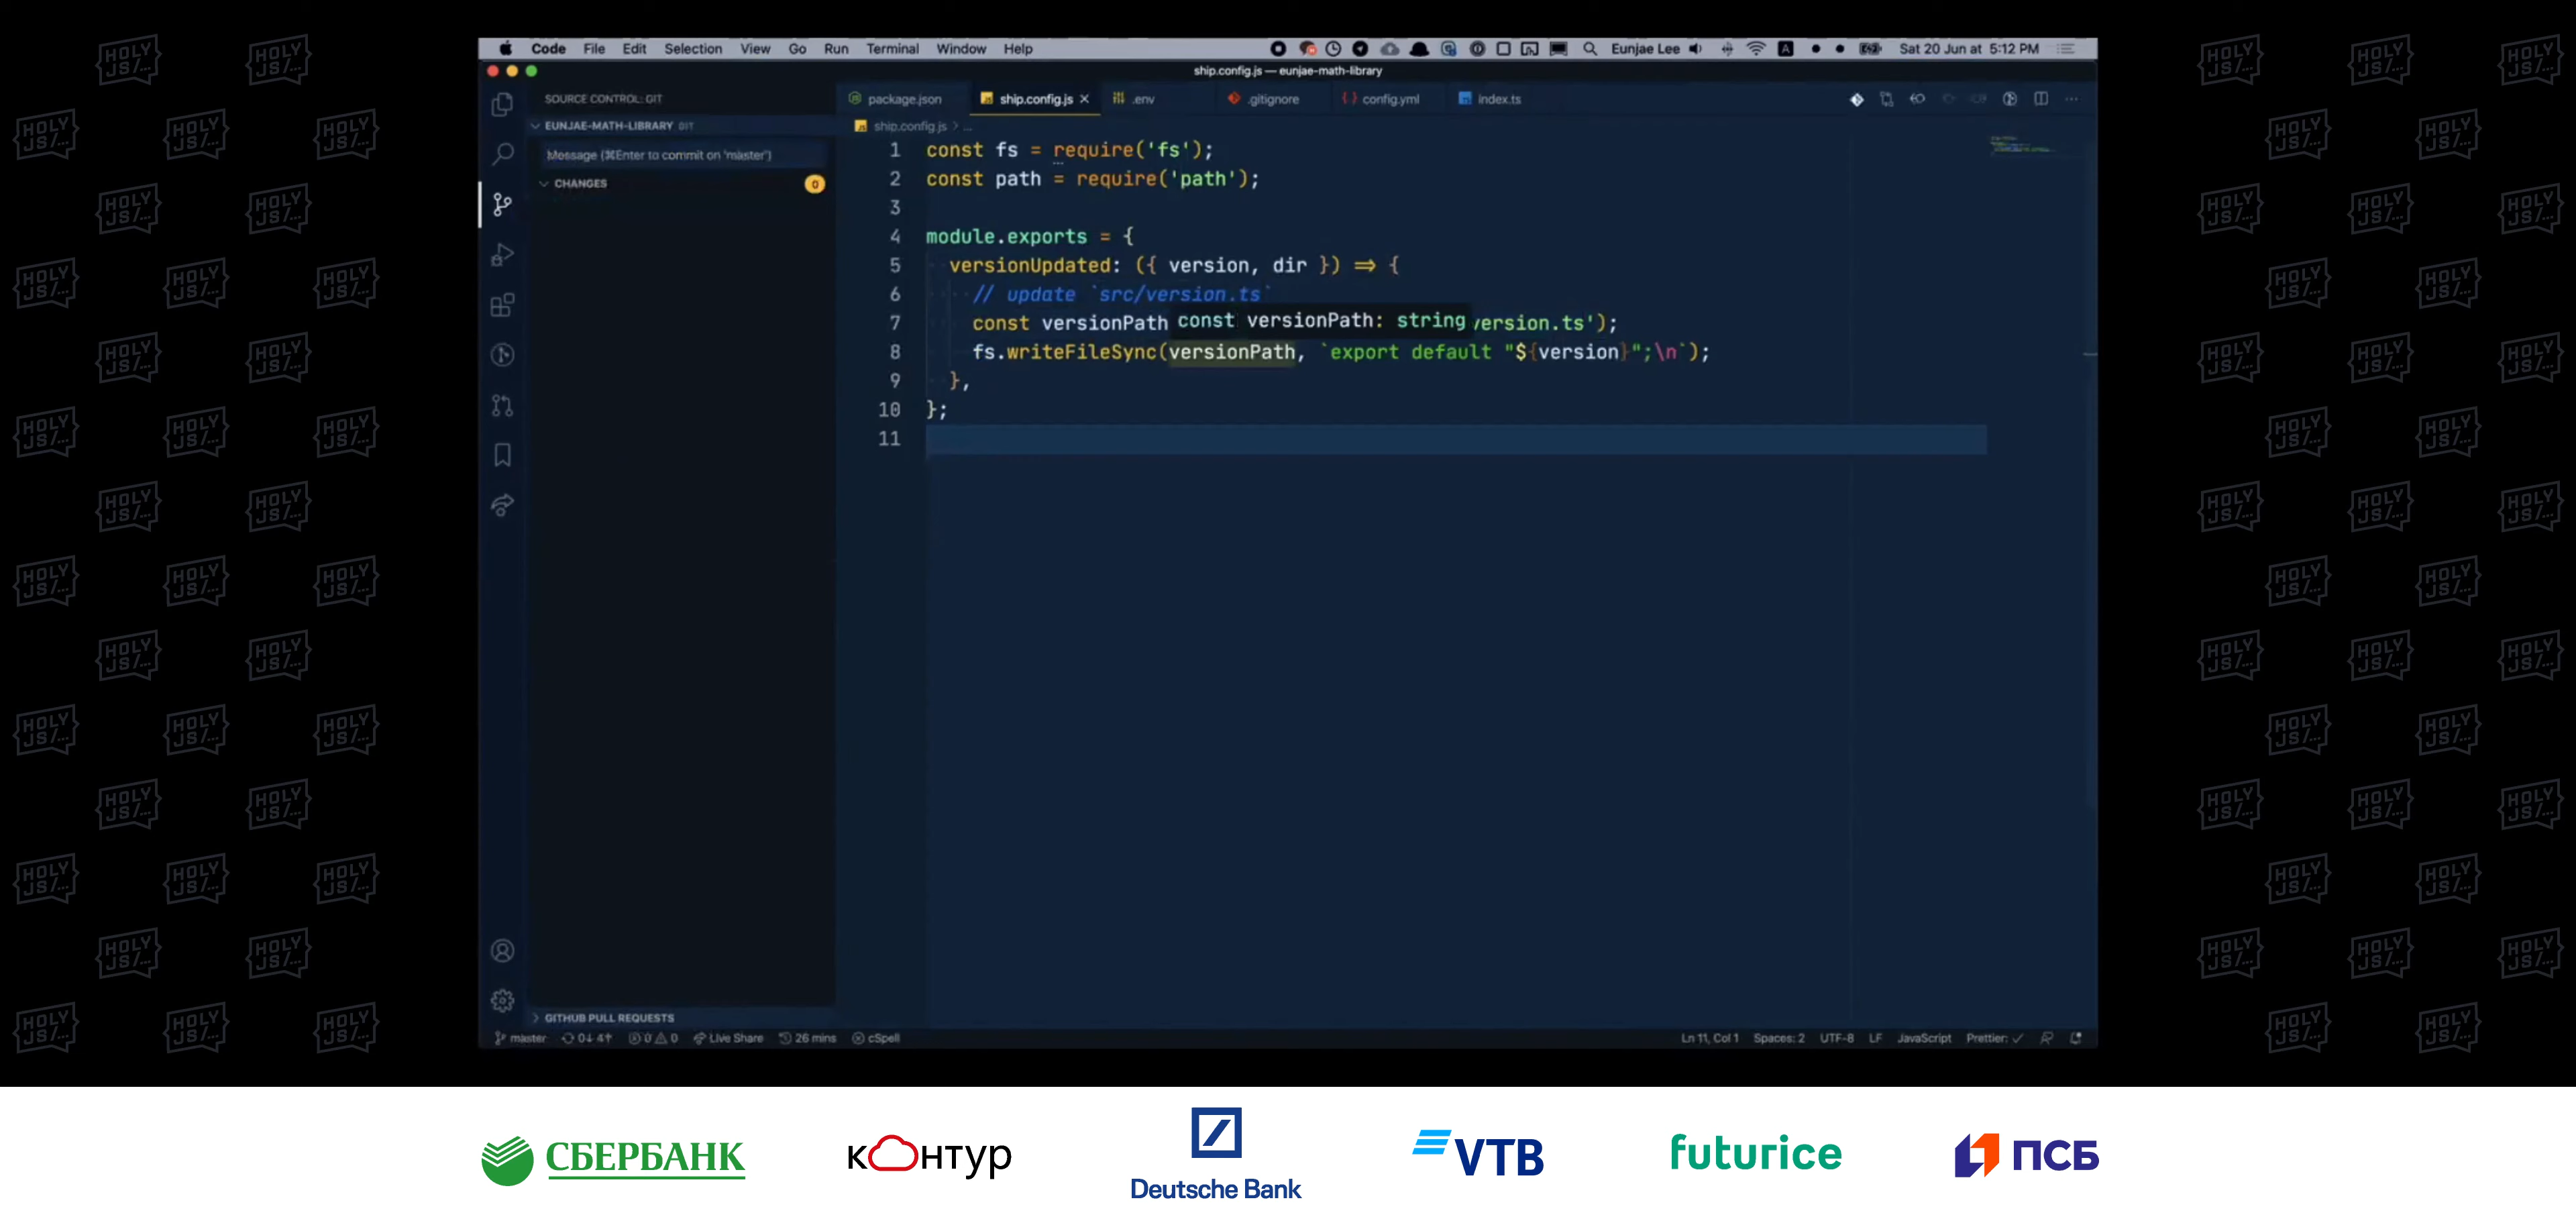 Code File Edit Selection View Go Run Terminal Window Help Eunjae Lee A Sat 20 Jun at 5:12 PM
ship.config.js — eunjae-math-library
SOURCE CONTROL: GIT
package.json ship.config.js .env .gitignore config.yml index.ts
EUNJAE-MATH-LIBRARY GIT
ship.config.js > ...
Message (⌘Enter to commit on 'master')
CHANGES 0
1 const fs = require('fs');
2 const path = require('path');
3
4 module.exports = {
5 versionUpdated: ({ version, dir }) => {
6 // update `src/version.ts`
7 const versionPath const versionPath: string version.ts');
8 fs.writeFileSync(versionPath, `export default "${version}";\n`);
9 },
10 };
11
GITHUB PULL REQUESTS
master 0↓ 4↑ 0 0 Live Share 26 mins cSpell Ln 11, Col 1 Spaces: 2 UTF-8 LF JavaScript Prettier: ✓
HOLY
JS/...
СБЕРБАНК
контур
Deutsche Bank
VTB
futurice
ПСБ